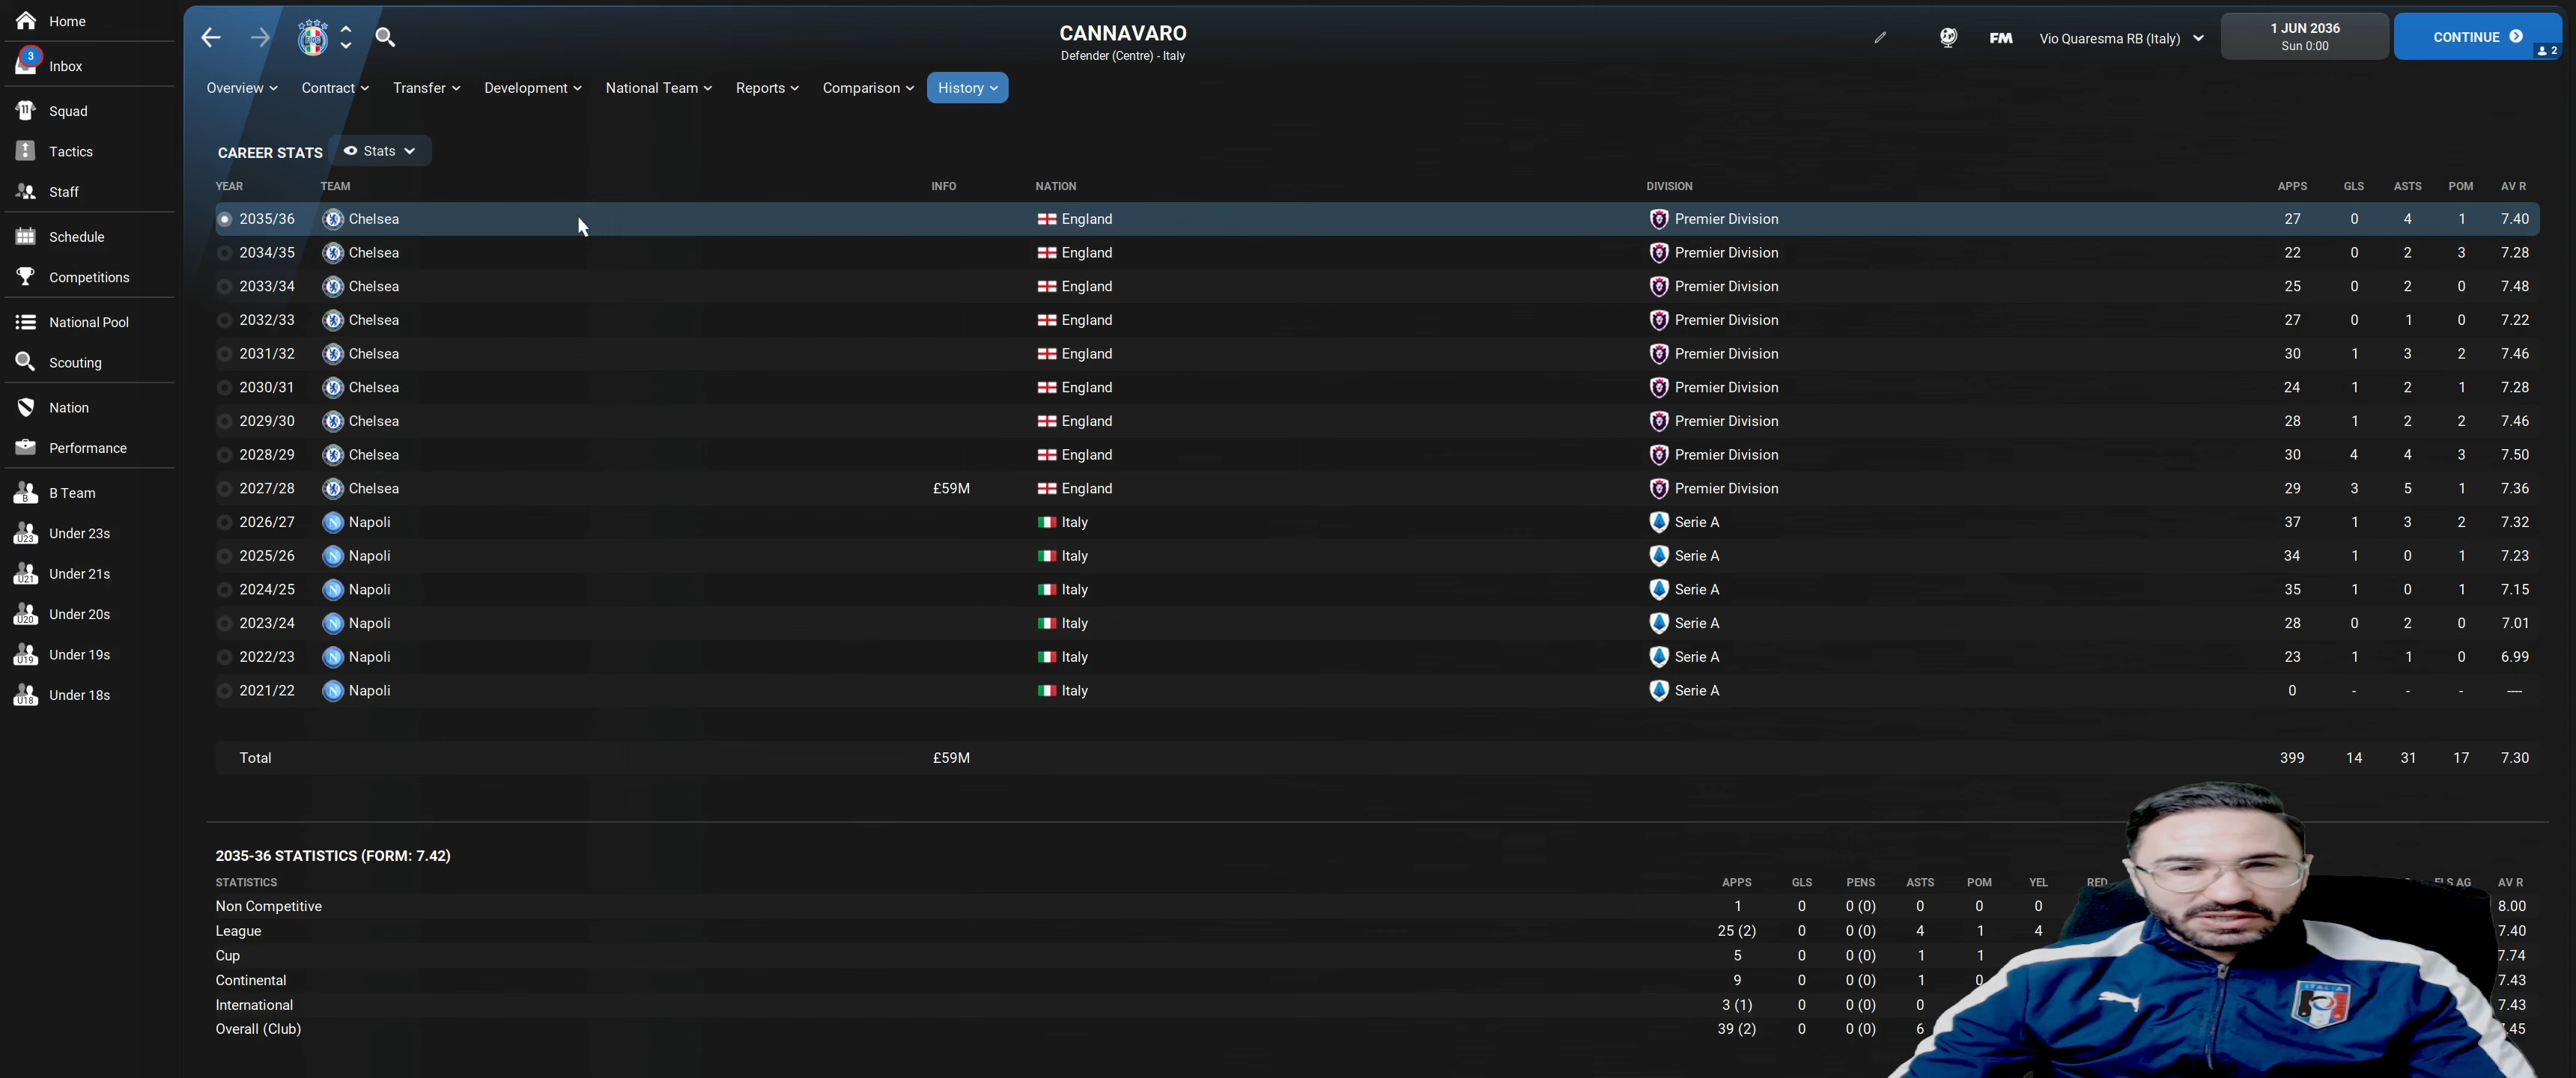 Home
3
Inbox
Squad
Tactics
Staff
Schedule
Competitions
National Pool
Scouting
Nation
Performance
B
B Team
U23
Under 23s
U21
Under 21s
U20
Under 20s
U19
Under 19s
U18
Under 18s
CANNAVARO
Defender (Centre) - Italy
FM
Vio Quaresma RB (Italy)
1 JUN 2036
Sun 0:00
CONTINUE
2
Overview Contract Transfer Development National Team Reports Comparison History
CAREER STATS Stats
YEAR TEAM INFO NATION DIVISION APPS GLS ASTS POM AV R
2035/36 Chelsea England Premier Division 27 0 4 1 7.40
2034/35 Chelsea England Premier Division 22 0 2 3 7.28
2033/34 Chelsea England Premier Division 25 0 2 0 7.48
2032/33 Chelsea England Premier Division 27 0 1 0 7.22
2031/32 Chelsea England Premier Division 30 1 3 2 7.46
2030/31 Chelsea England Premier Division 24 1 2 1 7.28
2029/30 Chelsea England Premier Division 28 1 2 2 7.46
2028/29 Chelsea England Premier Division 30 4 4 3 7.50
2027/28 Chelsea £59M England Premier Division 29 3 5 1 7.36
2026/27 Napoli Italy Serie A 37 1 3 2 7.32
2025/26 Napoli Italy Serie A 34 1 0 1 7.23
2024/25 Napoli Italy Serie A 35 1 0 1 7.15
2023/24 Napoli Italy Serie A 28 0 2 0 7.01
2022/23 Napoli Italy Serie A 23 1 1 0 6.99
2021/22 Napoli Italy Serie A 0 - - - ---
Total £59M 399 14 31 17 7.30
2035-36 STATISTICS (FORM: 7.42)
STATISTICS APPS GLS PENS ASTS POM YEL RED FLS AG AV R
Non Competitive 1 0 0 (0) 0 0 0 8.00
League 25 (2) 0 0 (0) 4 1 4 7.40
Cup 5 0 0 (0) 1 1 7.74
Continental 9 0 0 (0) 1 0 7.43
International 3 (1) 0 0 (0) 0 7.43
Overall (Club) 39 (2) 0 0 (0) 6 .45
ITALIA